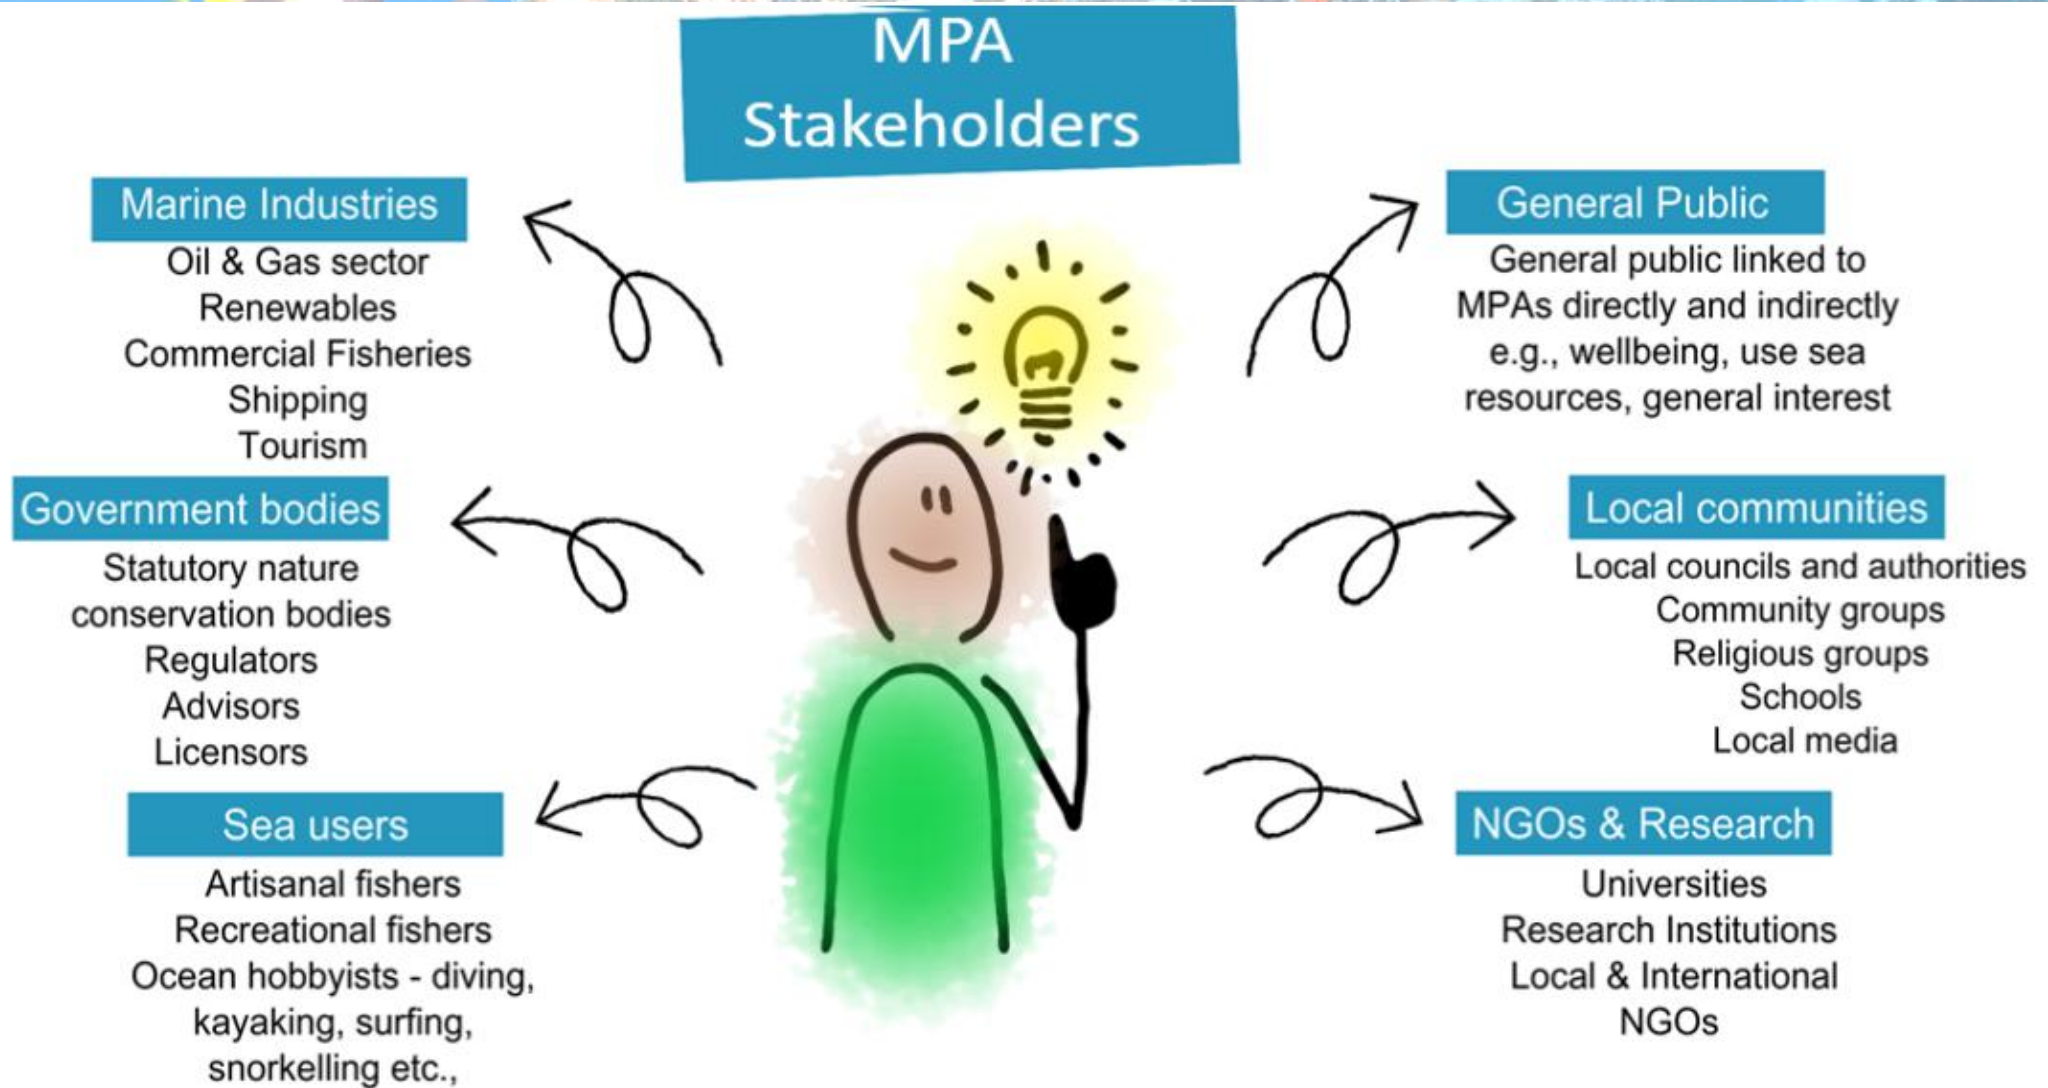 MPA
Stakeholders
Marine Industries
Oil & Gas sector
Renewables
Commercial Fisheries
Shipping
Tourism
Government bodies
Statutory nature
conservation bodies
Regulators
Advisors
Licensors
Sea users
Artisanal fishers
Recreational fishers
Ocean hobbyists - diving,
kayaking, surfing,
snorkelling etc.,
General Public
General public linked to
MPAs directly and indirectly
e.g., wellbeing, use sea
resources, general interest
Local communities
Local councils and authorities
Community groups
Religious groups
Schools
Local media
NGOs & Research
Universities
Research Institutions
Local & International
NGOs